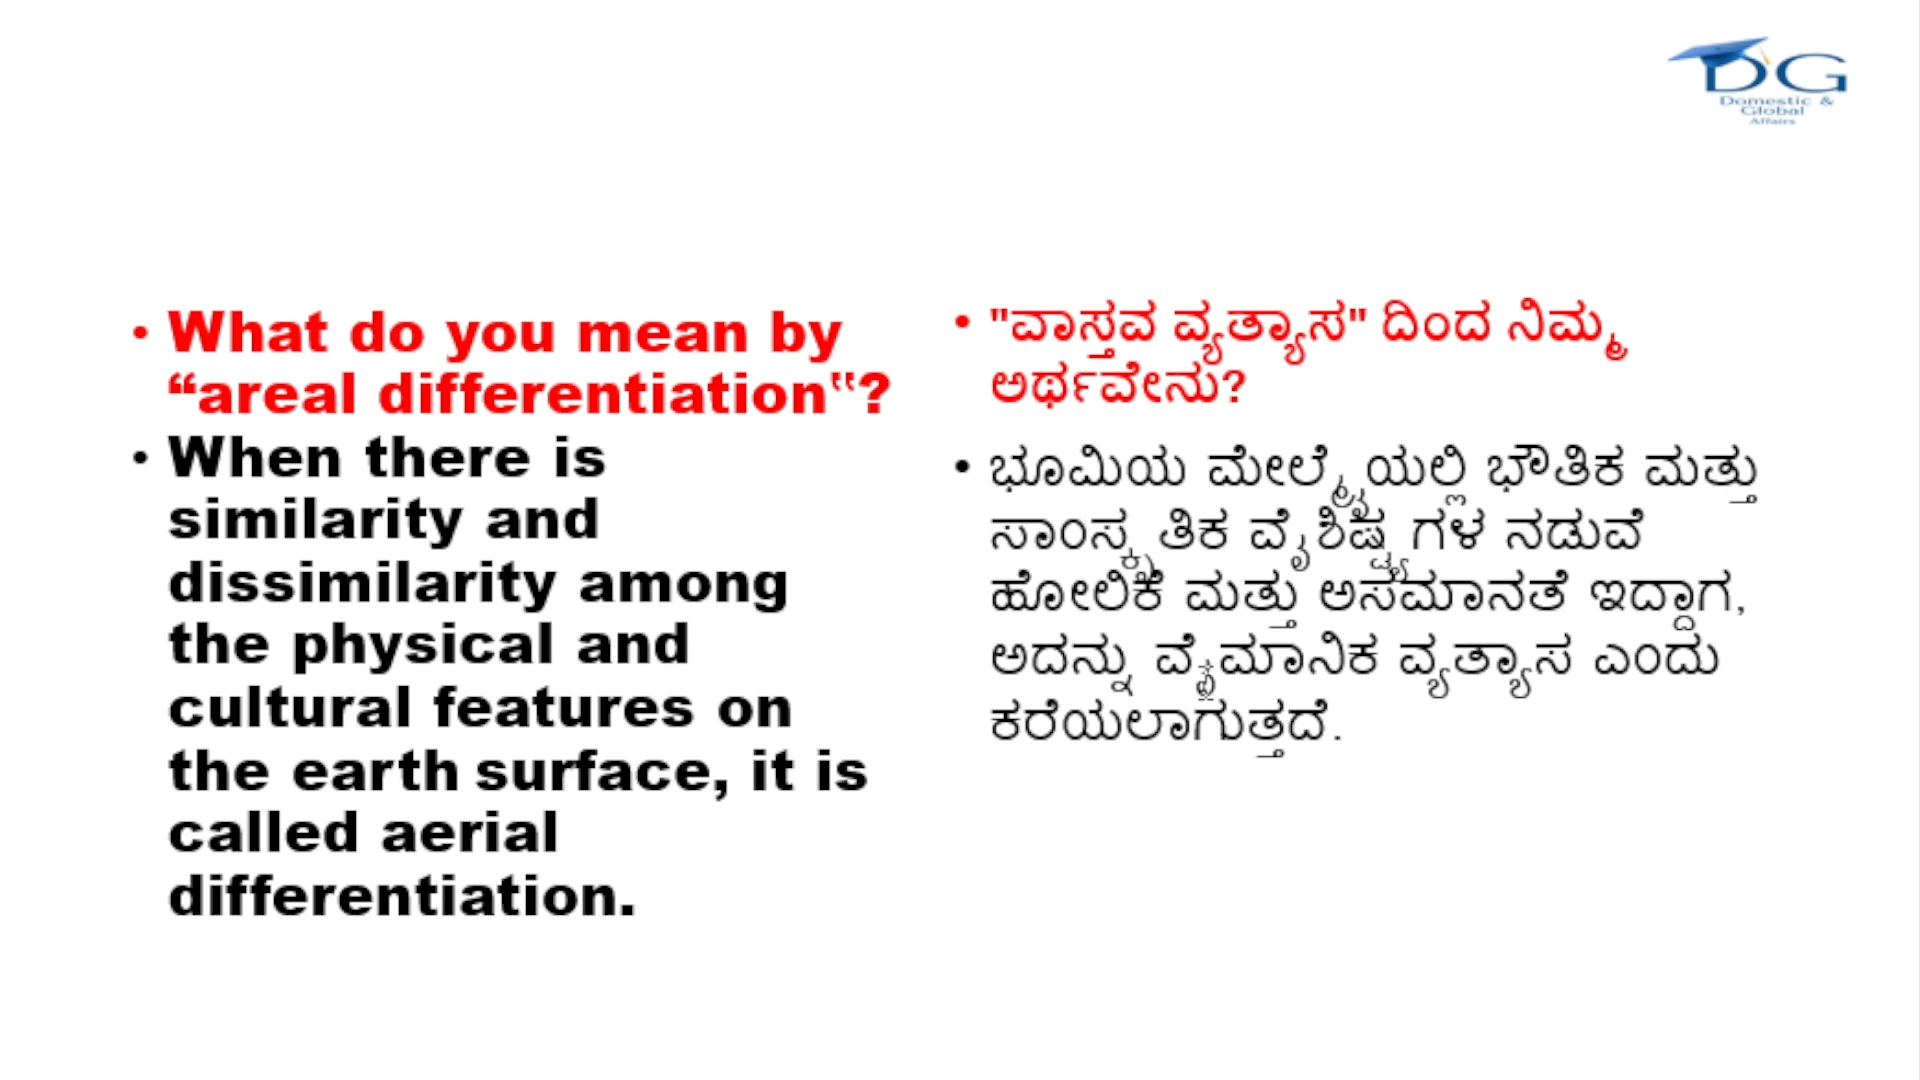 DG
Domestic &
Global
Affairs
• What do you mean by
“areal differentiation‟?
• When there is
similarity and
dissimilarity among
the physical and
cultural features on
the earth surface, it is
called aerial
differentiation.
• "ವಾಸ್ತವ ವ್ಯತ್ಯಾಸ" ದಿಂದ ನಿಮ್ಮ
ಅರ್ಥವೇನು?
• ಭೂಮಿಯ ಮೇಲ್ಮೈಯಲ್ಲಿ ಭೌತಿಕ ಮತ್ತು
ಸಾಂಸ್ಕೃತಿಕ ವೈಶಿಷ್ಟ್ಯಗಳ ನಡುವೆ
ಹೋಲಿಕೆ ಮತ್ತು ಅಸಮಾನತೆ ಇದ್ದಾಗ,
ಅದನ್ನು ವೈಮಾನಿಕ ವ್ಯತ್ಯಾಸ ಎಂದು
ಕರೆಯಲಾಗುತ್ತದೆ.